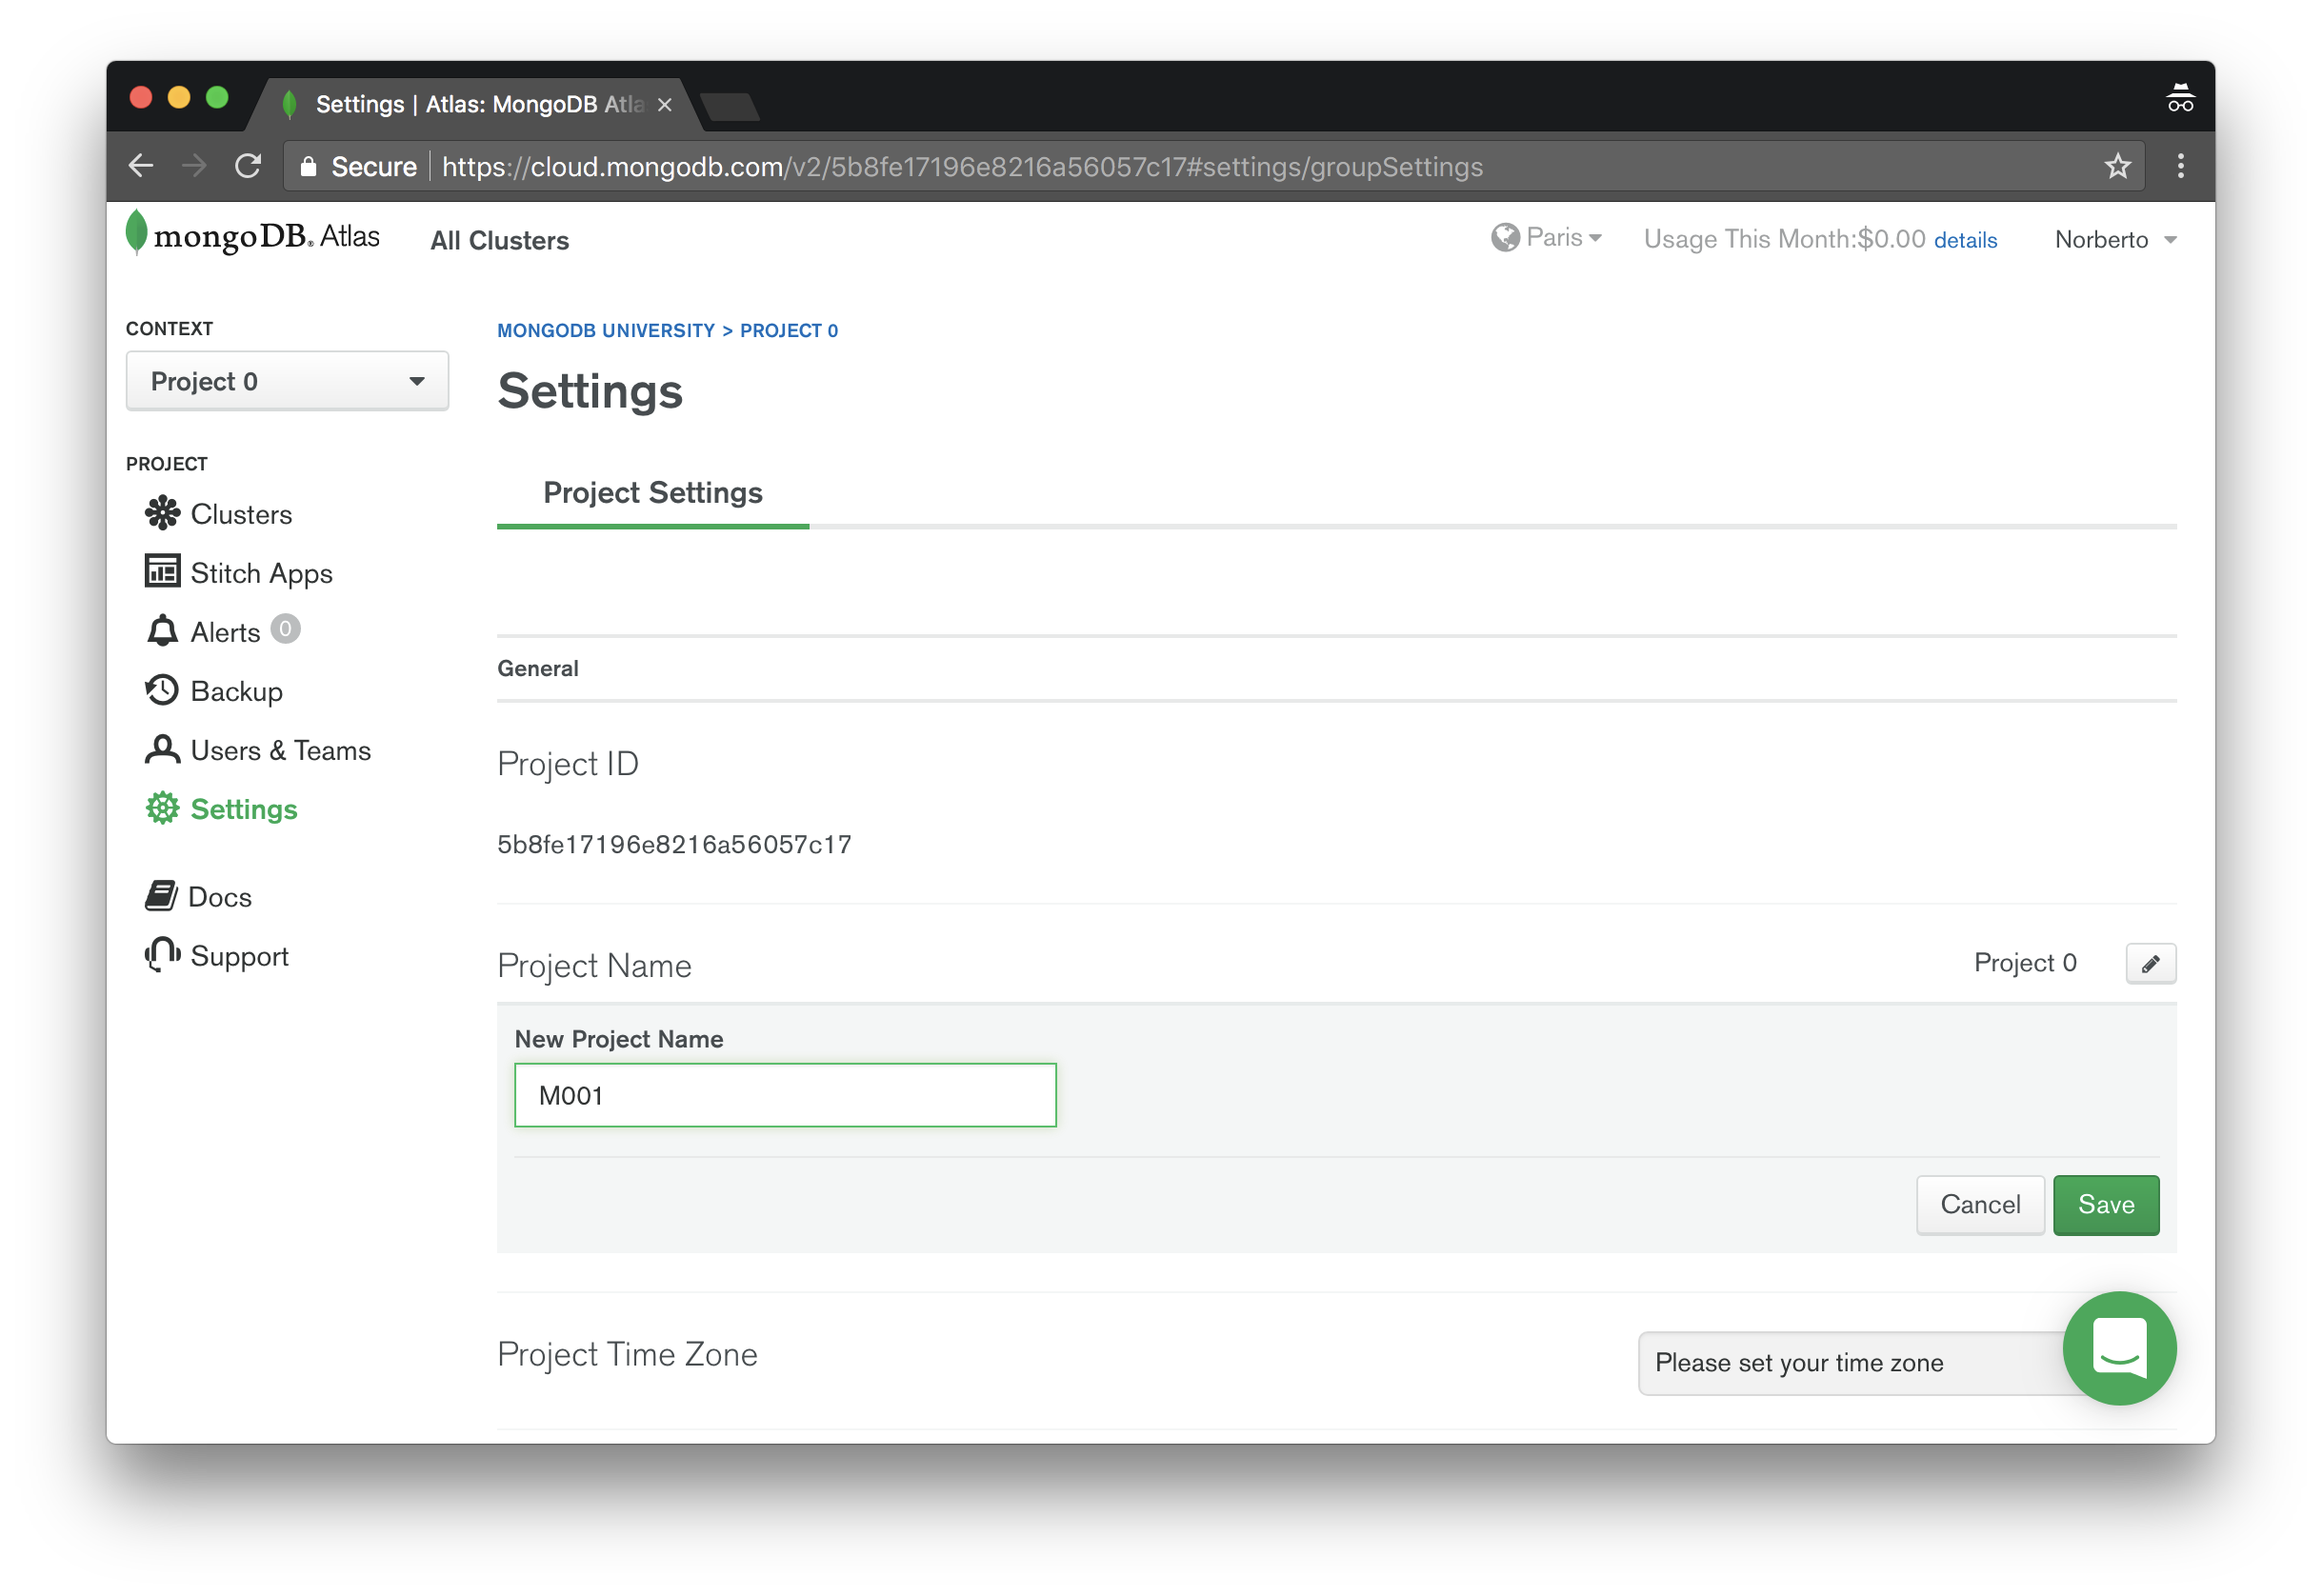 Settings | Atlas: MongoDB Atla
Secure https://cloud.mongodb.com/v2/5b8fe17196e8216a56057c17#settings/groupSettings
mongoDB. Atlas All Clusters Paris Usage This Month:$0.00 details Norberto
CONTEXT
Project 0
PROJECT
Clusters
Stitch Apps
Alerts 0
Backup
Users & Teams
Settings
Docs
Support
MONGODB UNIVERSITY > PROJECT 0
Settings
Project Settings
General
Project ID
5b8fe17196e8216a56057c17
Project Name Project 0
New Project Name
M001
Cancel Save
Project Time Zone Please set your time zone